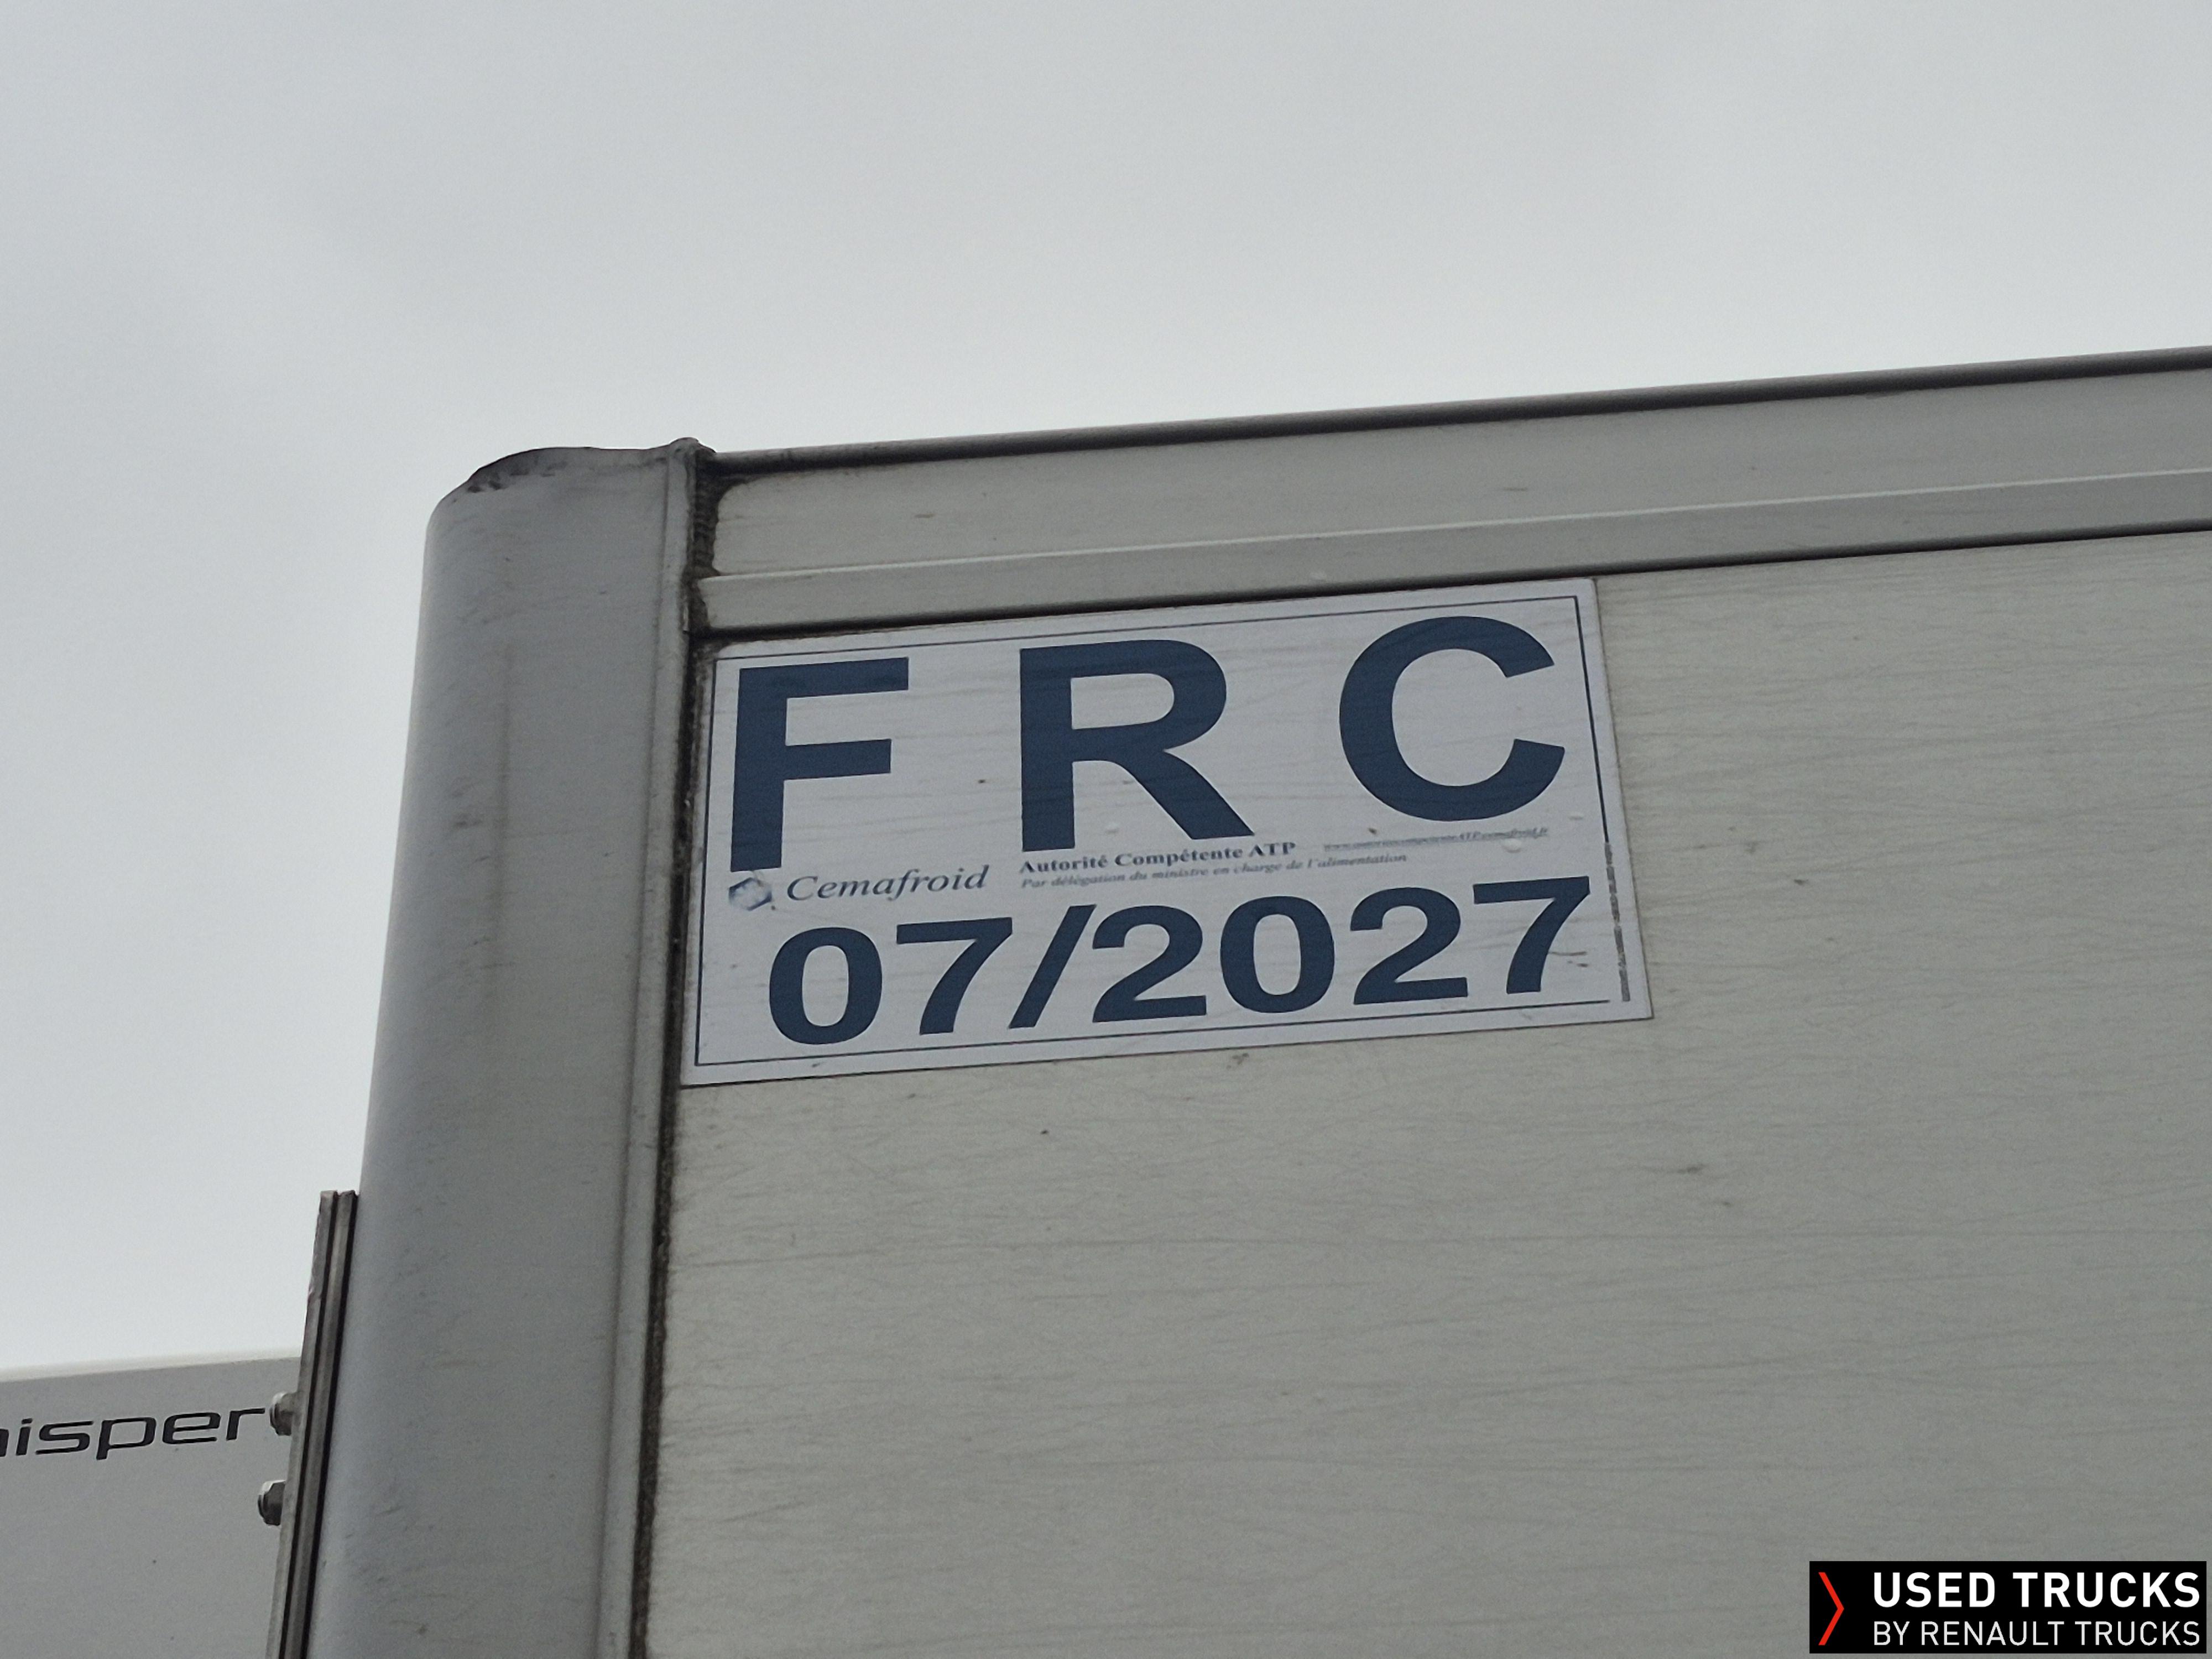 F R C
Cemafroid
Autorité Compétente ATP
Par délégation du ministre en charge de l'alimentation
07/2027
isper
USED TRUCKS
BY RENAULT TRUCKS